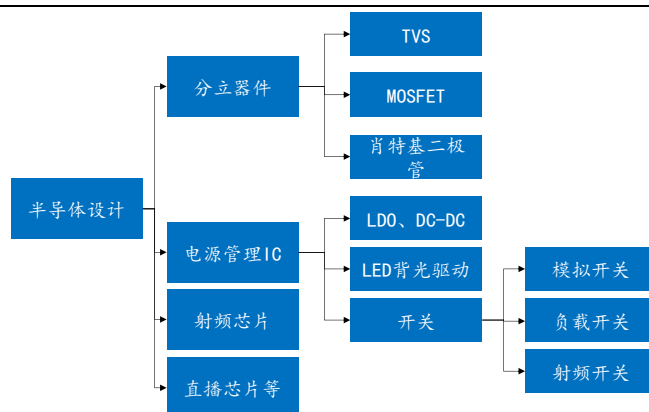 TVS
分立器件
MOSFET
肖特基二极
管
半导体设计
LDO、DC-DC
电源管理IC
LED背光驱动
模拟开关
射频芯片
开关
负载开关
直播芯片等
射频开关